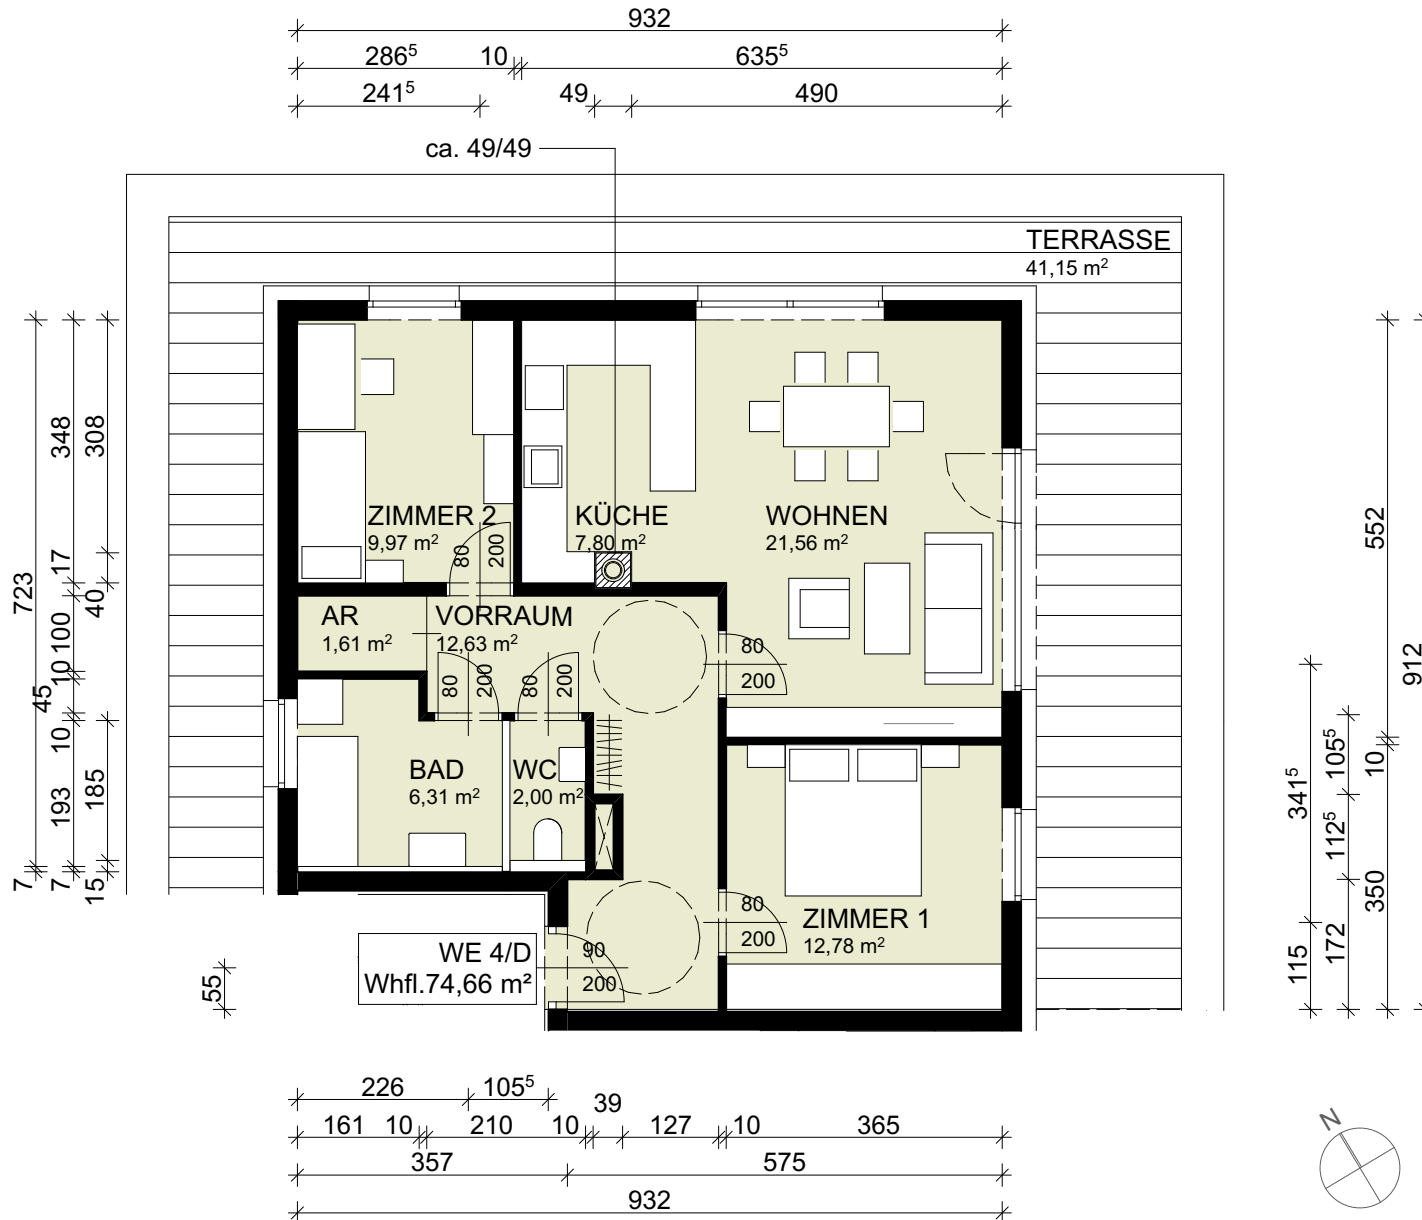 932
286⁵ 10 635⁵
241⁵ 49 490
ca. 49/49
TERRASSE
41,15 m²
ZIMMER 2
9,97 m²
80
200
KÜCHE
7,80 m²
WOHNEN
21,56 m²
AR
1,61 m²
VORRAUM
12,63 m²
80
200
80
200
80
200
BAD
6,31 m²
WC
2,00 m²
ZIMMER 1
12,78 m²
80
200
WE 4/D
Whfl.74,66 m²
90
200
723
7
45
348
17
100
10
10
193
7
308
40
185
15
55
341⁵
115
105⁵
112⁵
172
552
10
350
912
226 105⁵
39
161 10 210 10 127 10 365
357 575
932
N